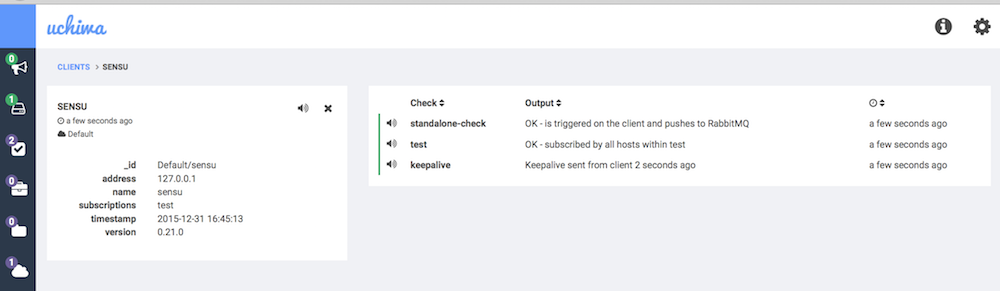 uchiwa
0
1
2
0
0
1
CLIENTS > SENSU
SENSU
a few seconds ago
Default
_id Default/sensu
address 127.0.0.1
name sensu
subscriptions test
timestamp 2015-12-31 16:45:13
version 0.21.0
Check Output
standalone-check OK - is triggered on the client and pushes to RabbitMQ a few seconds ago
test OK - subscribed by all hosts within test a few seconds ago
keepalive Keepalive sent from client 2 seconds ago a few seconds ago